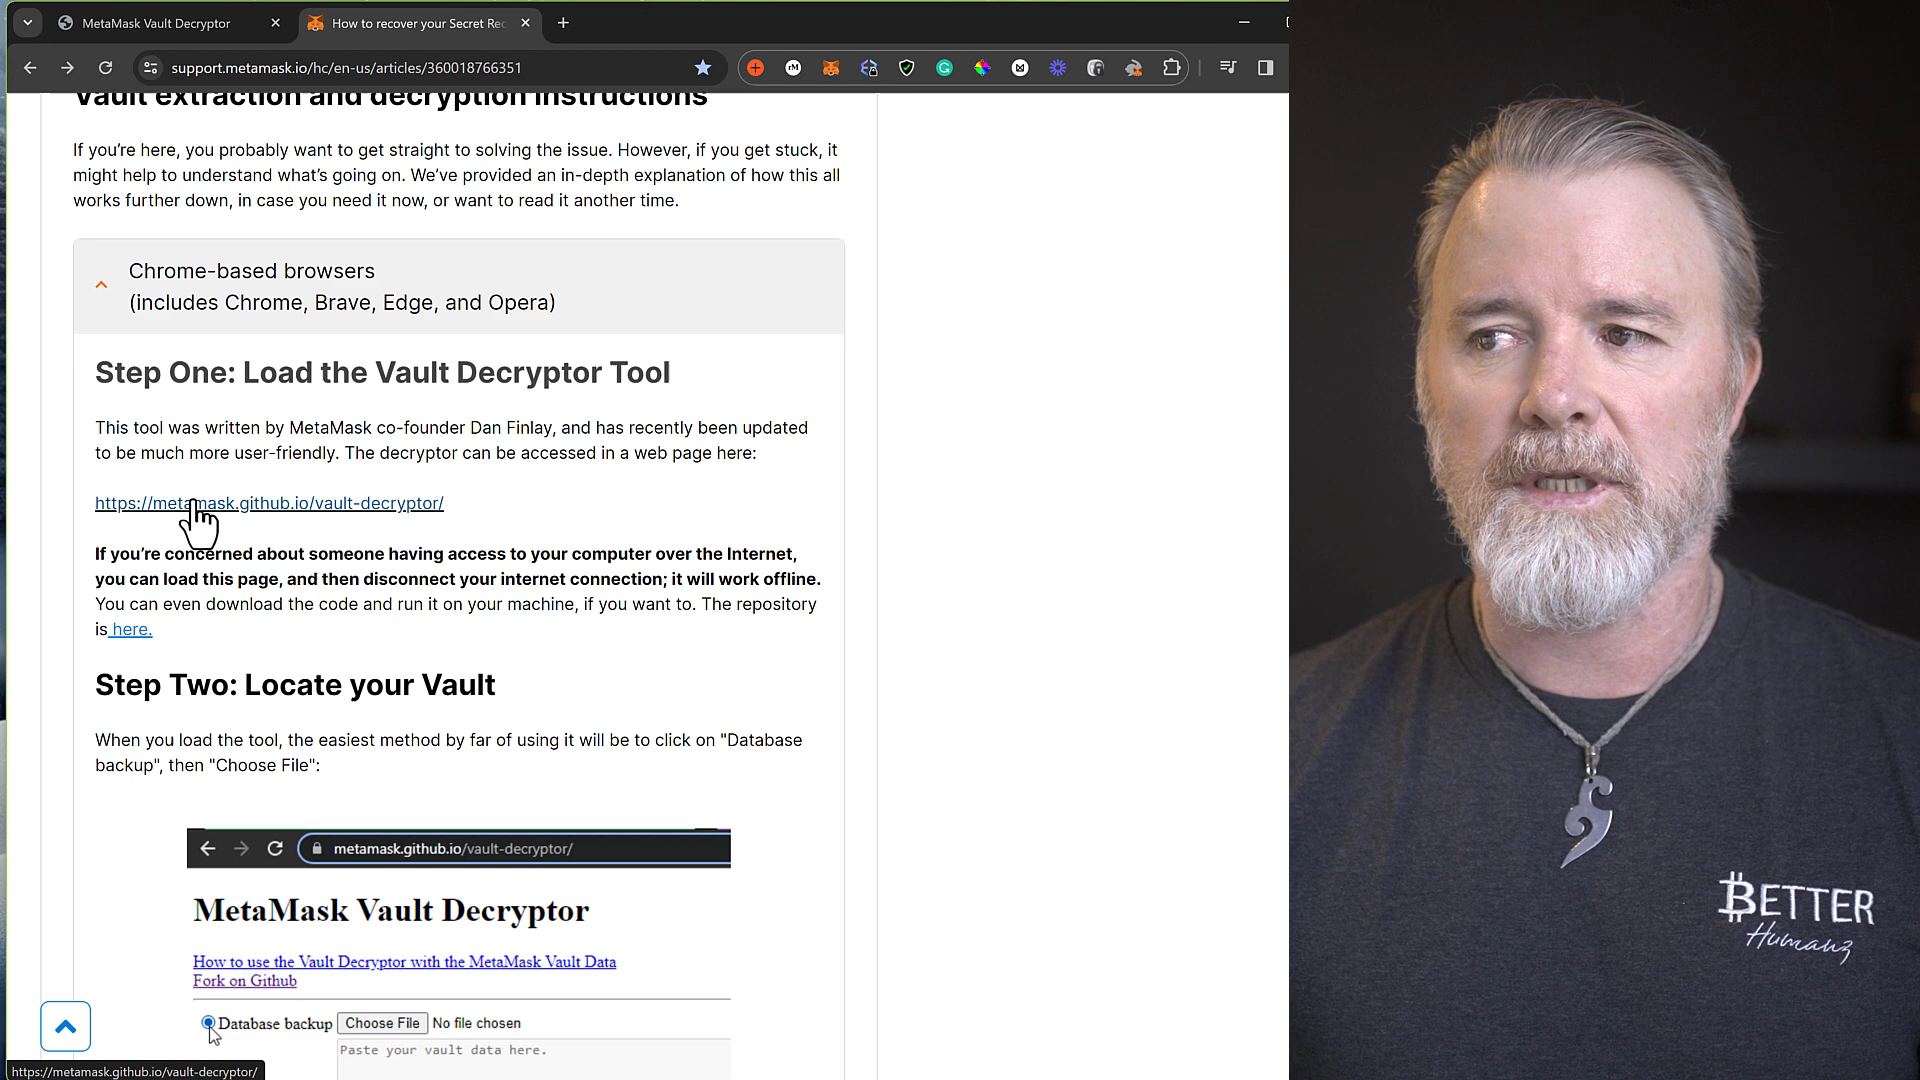 MetaMask Vault Decryptor
How to recover your Secret Rec
support.metamask.io/hc/en-us/articles/360018766351
Vault extraction and decryption instructions
If you're here, you probably want to get straight to solving the issue. However, if you get stuck, it
might help to understand what's going on. We've provided an in-depth explanation of how this all
works further down, in case you need it now, or want to read it another time.
Chrome-based browsers
(includes Chrome, Brave, Edge, and Opera)
Step One: Load the Vault Decryptor Tool
This tool was written by MetaMask co-founder Dan Finlay, and has recently been updated
to be much more user-friendly. The decryptor can be accessed in a web page here:
https://metamask.github.io/vault-decryptor/
If you're concerned about someone having access to your computer over the Internet,
you can load this page, and then disconnect your internet connection; it will work offline.
You can even download the code and run it on your machine, if you want to. The repository
is here.
Step Two: Locate your Vault
When you load the tool, the easiest method by far of using it will be to click on "Database
backup", then "Choose File":
metamask.github.io/vault-decryptor/
MetaMask Vault Decryptor
How to use the Vault Decryptor with the MetaMask Vault Data
Fork on Github
Database backup Choose File No file chosen
Paste your vault data here.
https://metamask.github.io/vault-decryptor/
₿ETTER
Humanz